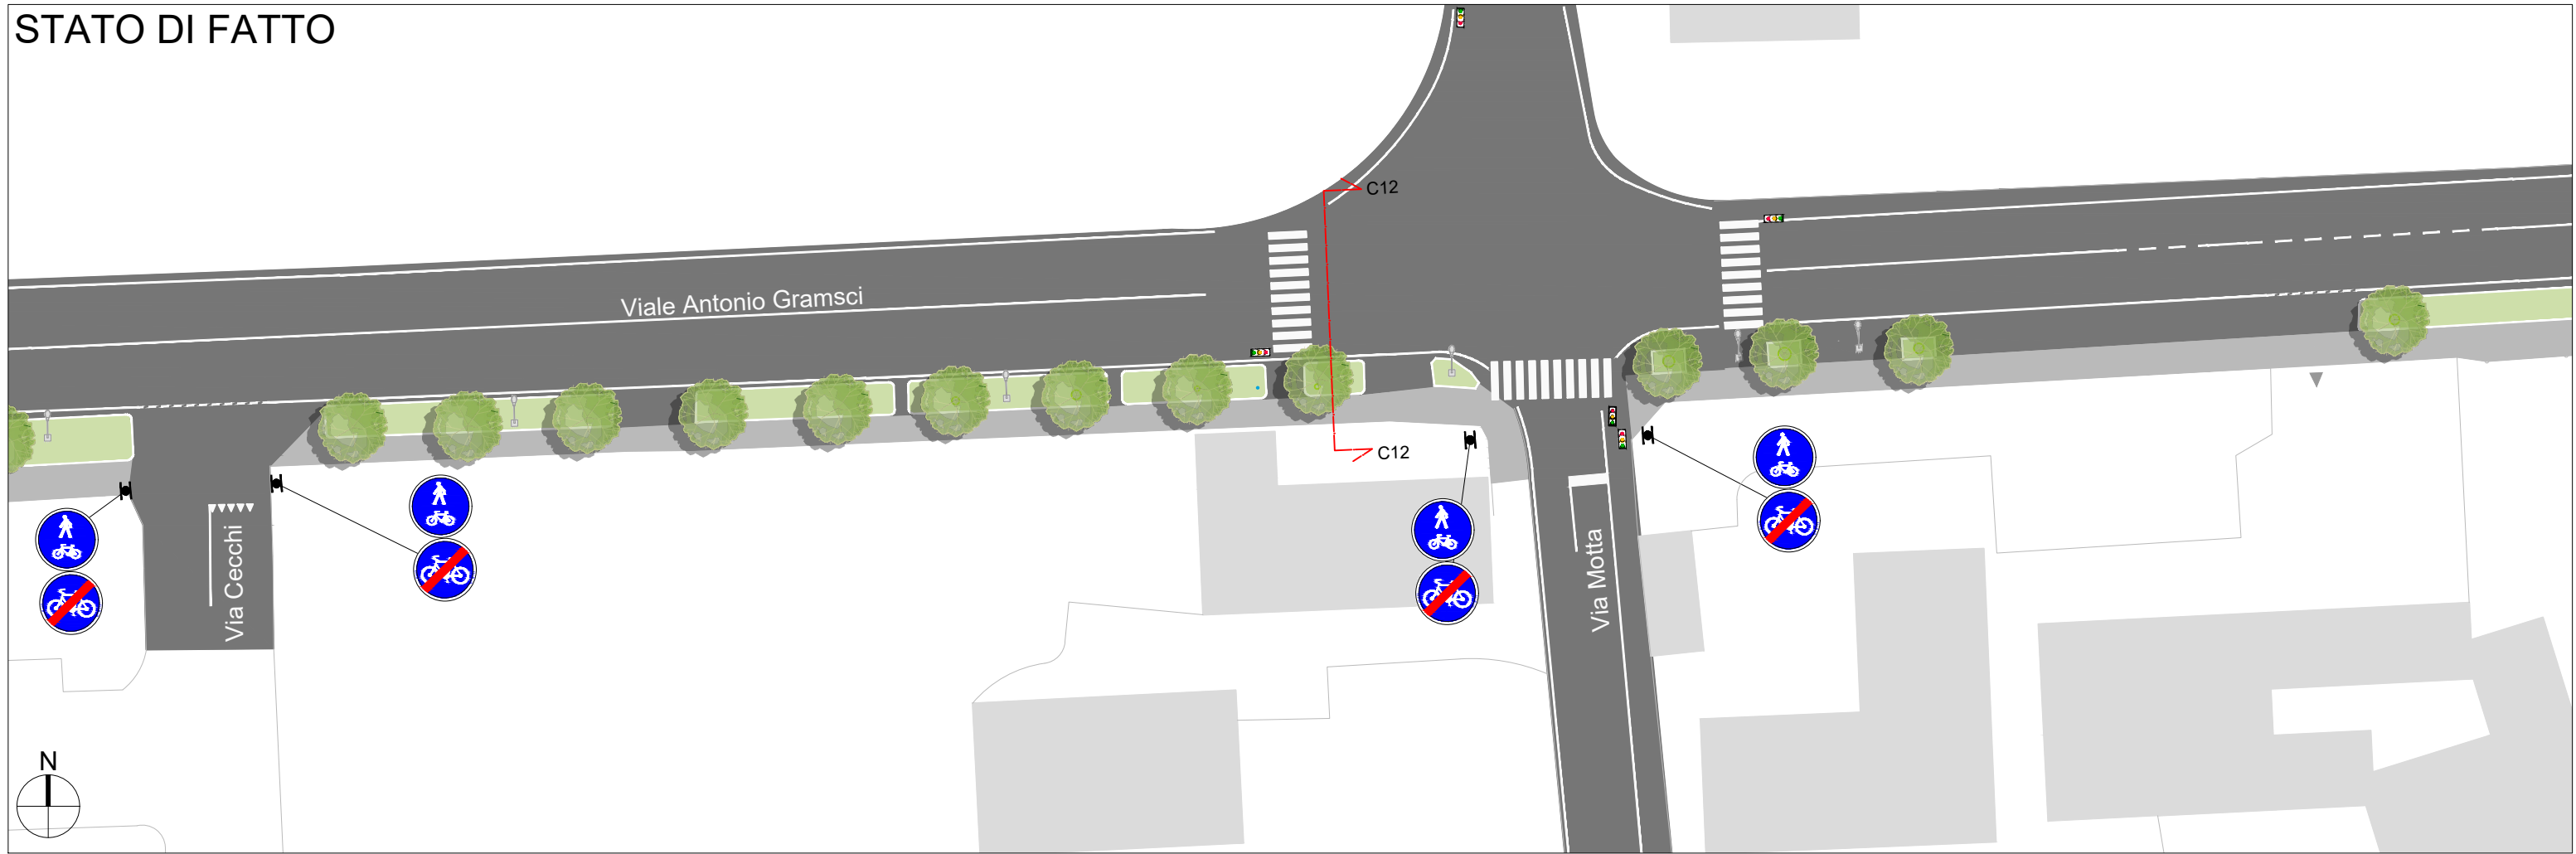 STATO DI FATTO
C12
Viale Antonio Gramsci
C12
Via Cecchi
Via Motta
N